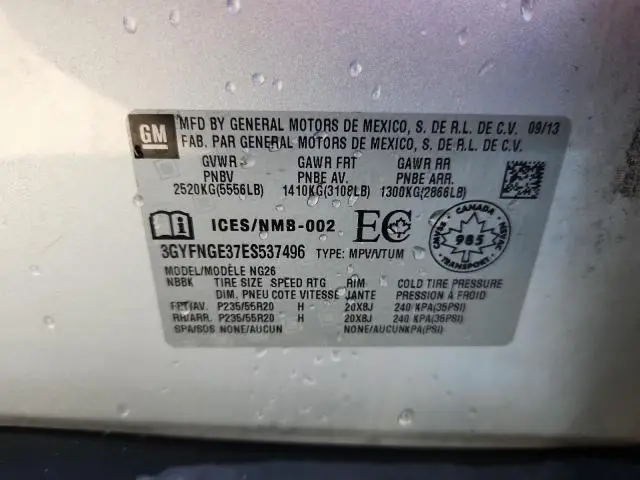 GM
MFD BY GENERAL MOTORS DE MEXICO, S. DE R.L. DE C.V. 09/13
FAB. PAR GENERAL MOTORS DE MEXICO, S. DE R.L. DE C.V.
GVWR GAWR FRT GAWR RR
PNBV PNBE AV. PNBE ARR.
2520KG(5556LB) 1410KG(3108LB) 1300KG(2866LB)
ICES/NMB-002 EC
CANADA
985
TRANSPORT
3GYFNGE37ES537496 TYPE: MPV/VTUM
MODEL/MODÈLE NG26
NBBK TIRE SIZE SPEED RTG RIM COLD TIRE PRESSURE
DIM. PNEU COTE VITESSE JANTE PRESSION À FROID
FRT/AV. P235/55R20 H 20X8J 240 KPA(35PSI)
RR/ARR. P235/55R20 H 20X8J 240 KPA(35PSI)
SPA/SOS NONE/AUCUN NONE/AUCUNKPA(PSI)